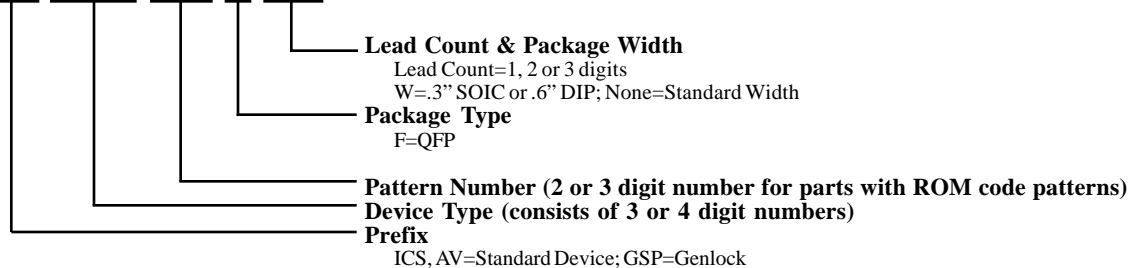 Lead Count & Package Width
Lead Count=1, 2 or 3 digits
W=.3” SOIC or .6” DIP; None=Standard Width
Package Type
F=QFP
Pattern Number (2 or 3 digit number for parts with ROM code patterns)
Device Type (consists of 3 or 4 digit numbers)
Prefix
ICS, AV=Standard Device; GSP=Genlock